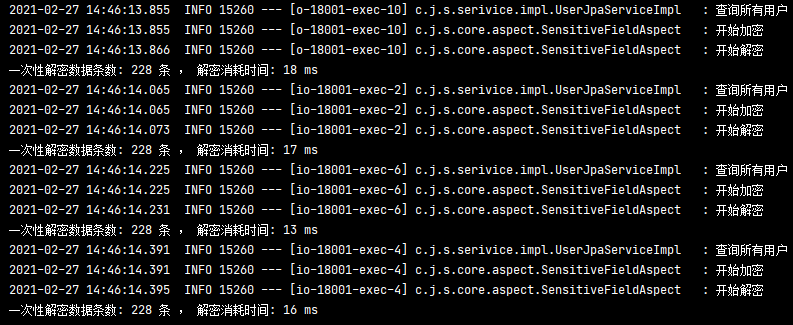 2021-02-27 14:46:13.855  INFO 15260 --- [o-18001-exec-10] c.j.s.serivice.impl.UserJpaServiceImpl   : 查询所有用户
2021-02-27 14:46:13.855  INFO 15260 --- [o-18001-exec-10] c.j.s.core.aspect.SensitiveFieldAspect   : 开始加密
2021-02-27 14:46:13.866  INFO 15260 --- [o-18001-exec-10] c.j.s.core.aspect.SensitiveFieldAspect   : 开始解密
一次性解密数据条数: 228 条 ， 解密消耗时间: 18 ms
2021-02-27 14:46:14.065  INFO 15260 --- [io-18001-exec-2] c.j.s.serivice.impl.UserJpaServiceImpl   : 查询所有用户
2021-02-27 14:46:14.065  INFO 15260 --- [io-18001-exec-2] c.j.s.core.aspect.SensitiveFieldAspect   : 开始加密
2021-02-27 14:46:14.073  INFO 15260 --- [io-18001-exec-2] c.j.s.core.aspect.SensitiveFieldAspect   : 开始解密
一次性解密数据条数: 228 条 ， 解密消耗时间: 17 ms
2021-02-27 14:46:14.225  INFO 15260 --- [io-18001-exec-6] c.j.s.serivice.impl.UserJpaServiceImpl   : 查询所有用户
2021-02-27 14:46:14.225  INFO 15260 --- [io-18001-exec-6] c.j.s.core.aspect.SensitiveFieldAspect   : 开始加密
2021-02-27 14:46:14.231  INFO 15260 --- [io-18001-exec-6] c.j.s.core.aspect.SensitiveFieldAspect   : 开始解密
一次性解密数据条数: 228 条 ， 解密消耗时间: 13 ms
2021-02-27 14:46:14.391  INFO 15260 --- [io-18001-exec-4] c.j.s.serivice.impl.UserJpaServiceImpl   : 查询所有用户
2021-02-27 14:46:14.391  INFO 15260 --- [io-18001-exec-4] c.j.s.core.aspect.SensitiveFieldAspect   : 开始加密
2021-02-27 14:46:14.395  INFO 15260 --- [io-18001-exec-4] c.j.s.core.aspect.SensitiveFieldAspect   : 开始解密
一次性解密数据条数: 228 条 ， 解密消耗时间: 16 ms